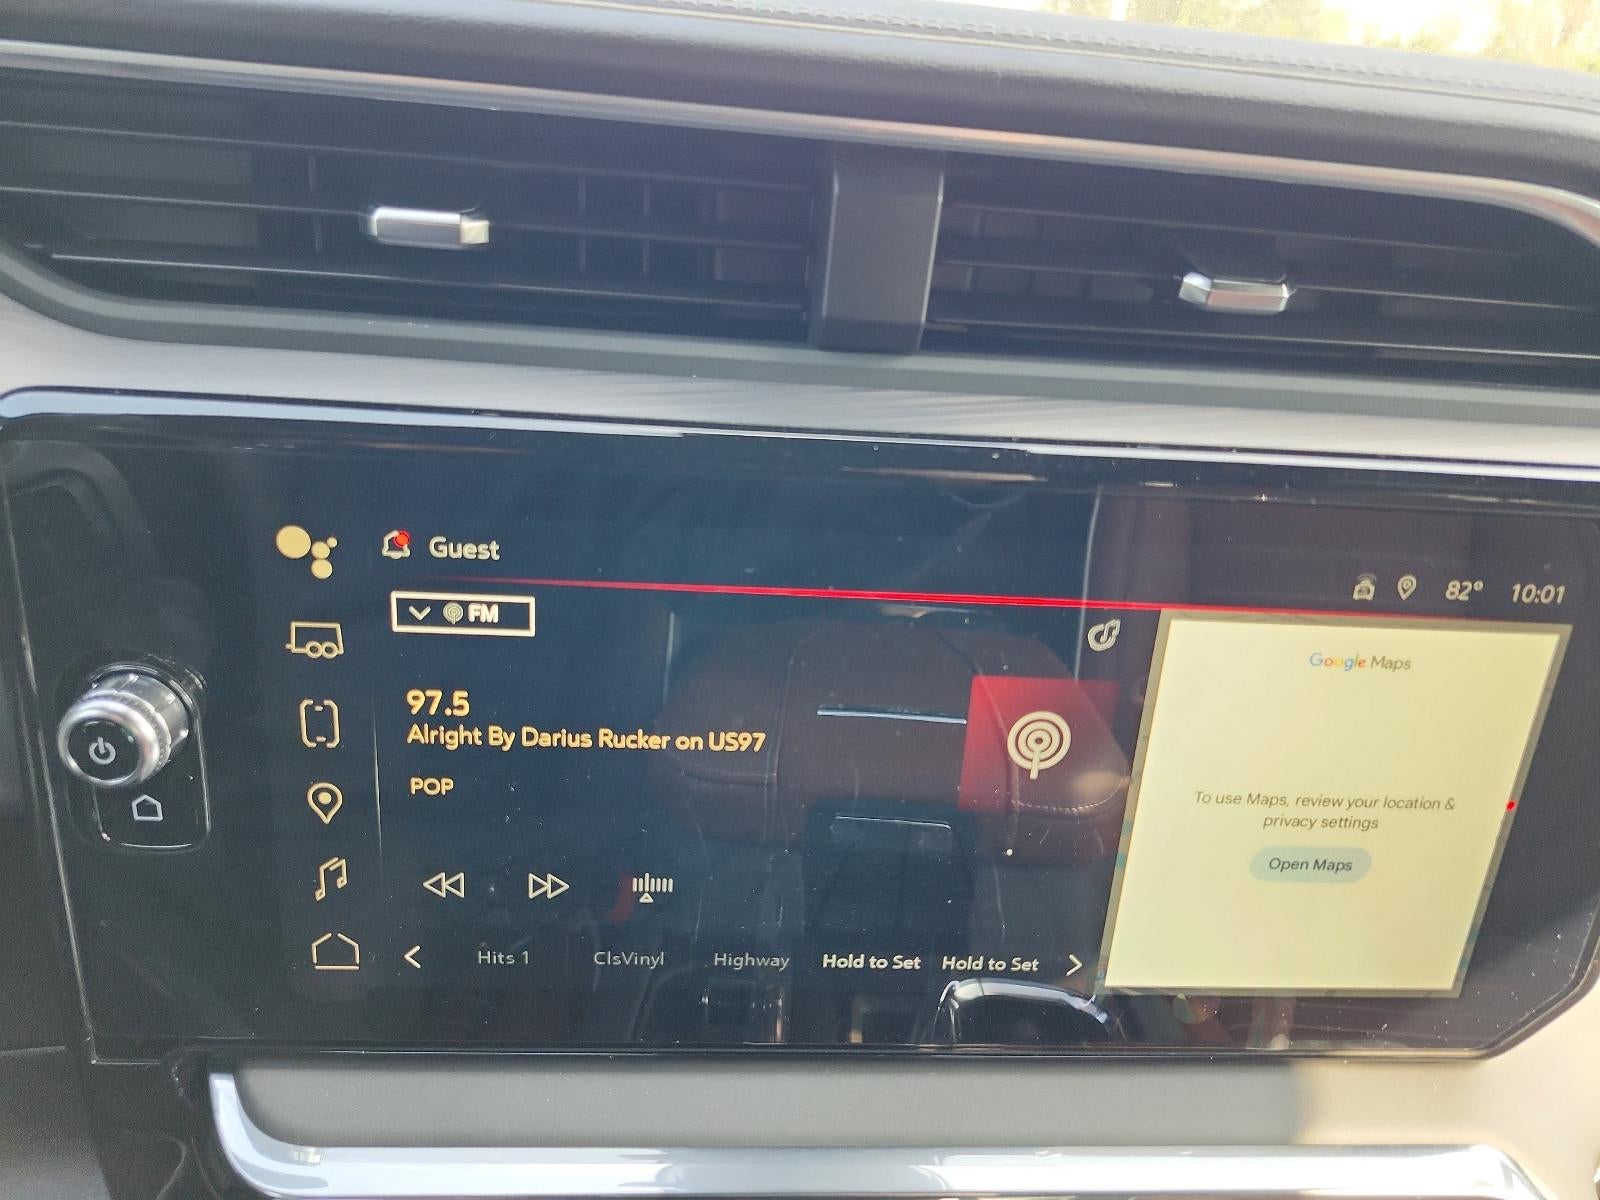 Guest
82° 10:01
FM
97.5
Alright By Darius Rucker on US97
POP
Hits 1 ClsVinyl Highway Hold to Set Hold to Set
Google Maps
To use Maps, review your location &
privacy settings
Open Maps